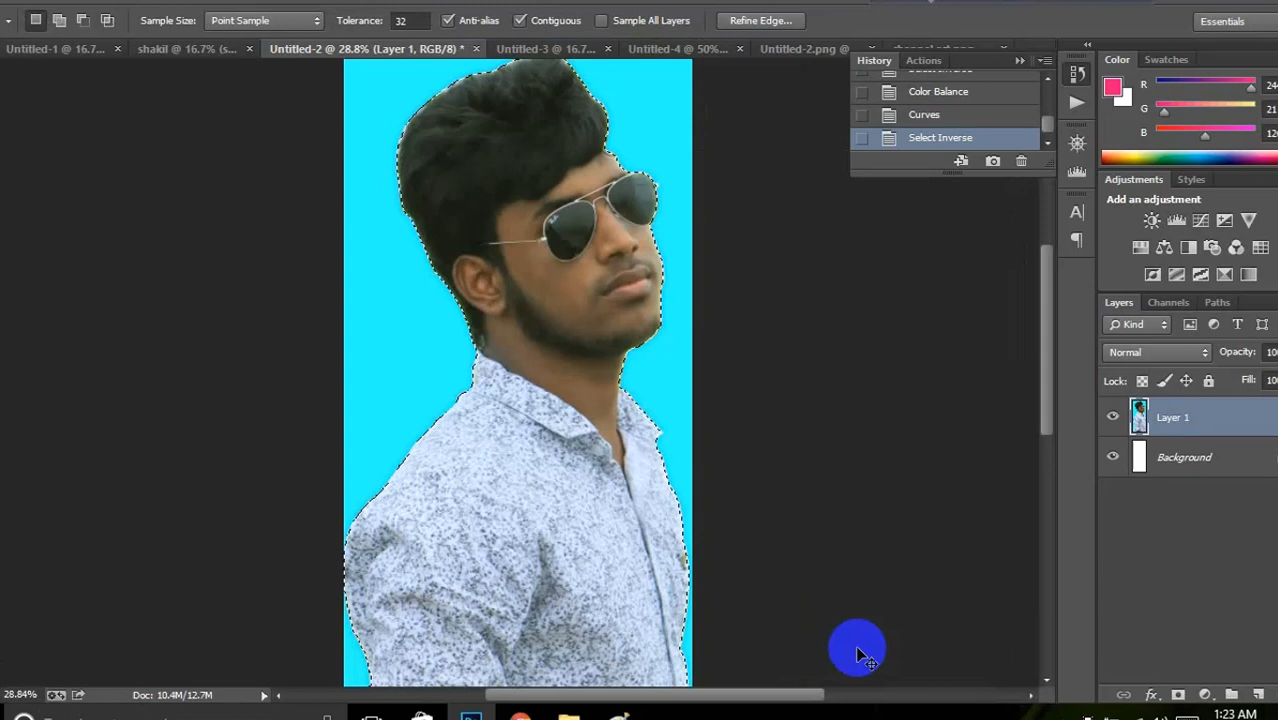 Sample Size: Point Sample Tolerance: 32 Anti-alias Contiguous Sample All Layers Refine Edge... Essentials
Untitled-1 @ 16.7... × shakil @ 16.7% (s... × Untitled-2 @ 28.8% (Layer 1, RGB/8) * × Untitled-3 @ 16.7... × Untitled-4 @ 50%... × Untitled-2.png @
History Actions
Color Balance
Curves
Select Inverse
Color Swatches
R 24
G 21
B 12
Adjustments Styles
Add an adjustment
Layers Channels Paths
Kind
Normal Opacity: 10
Lock: Fill: 10
Layer 1
Background
28.84% Doc: 10.4M/12.7M
1:23 AM